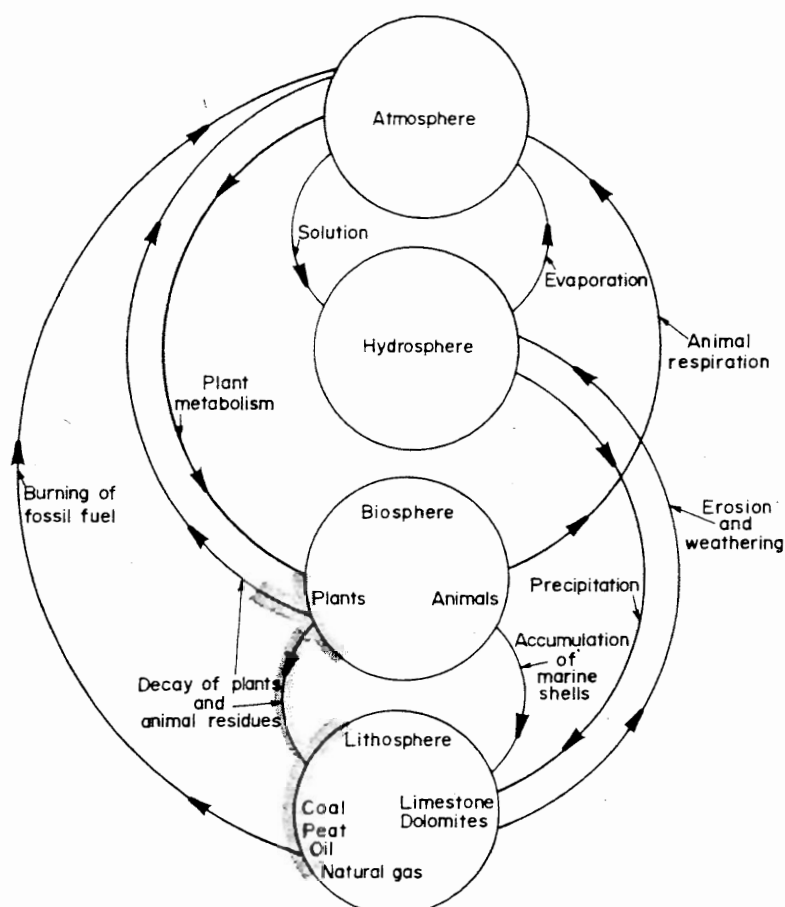 Atmosphere
Solution
Evaporation
Hydrosphere
Animal
respiration
Plant
metabolism
Burning of
fossil fuel
Biosphere
Erosion
and
weathering
Plants
Animals
Precipitation
Accumulation
of
marine
shells
Decay of plants
and
animal residues
Lithosphere
Coal
Peat
Oil
Natural gas
Limestone
Dolomites